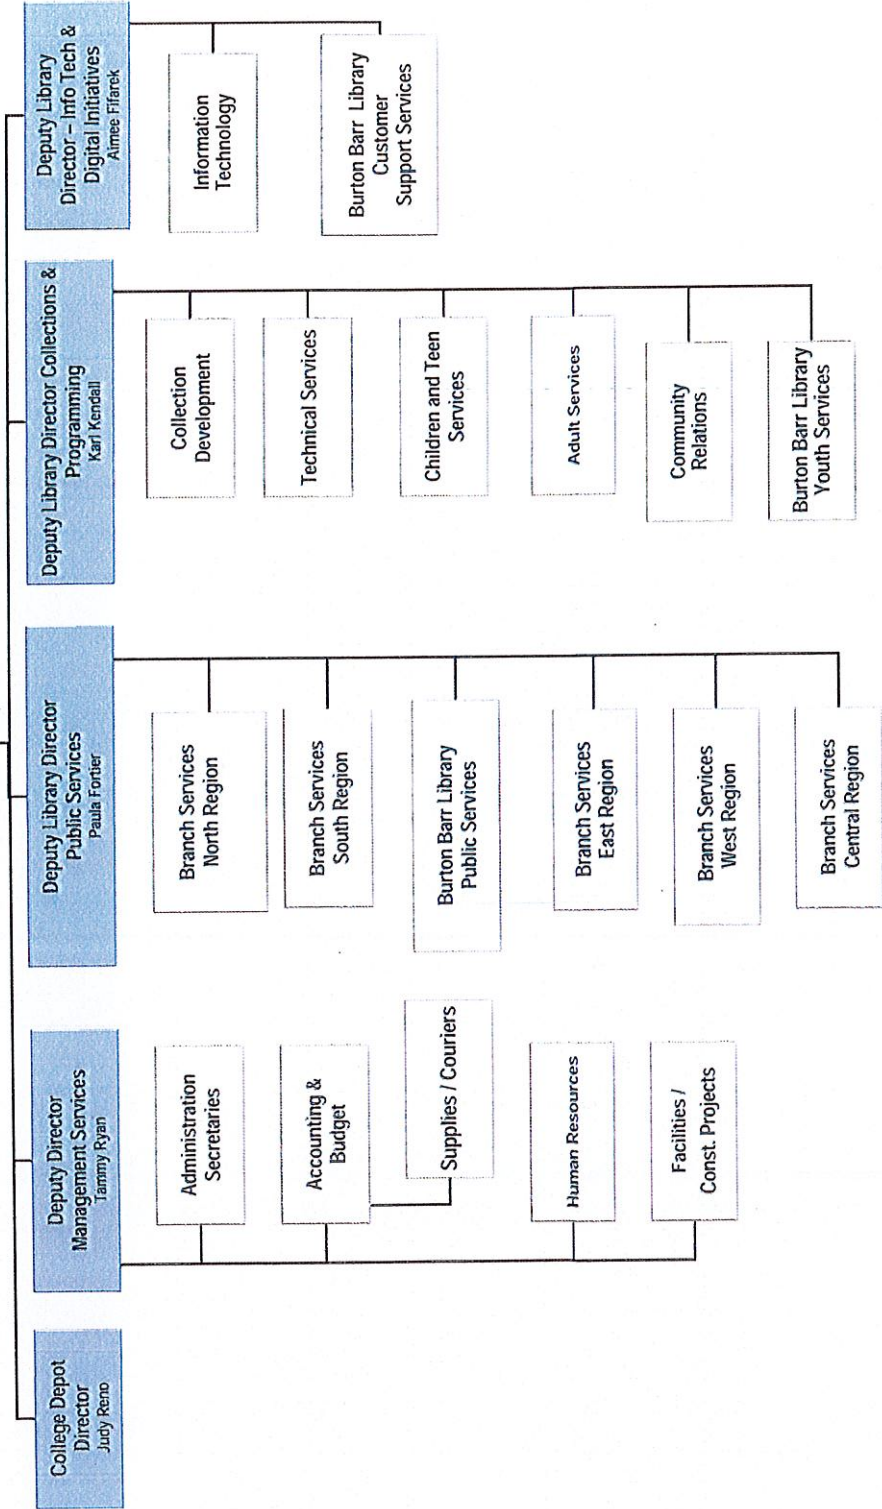 College Depot
Director
Judy Reno
Deputy Director
Management Services
Tammy Ryan
Administration
Secretaries
Accounting &
Budget
Supplies / Couriers
Human Resources
Facilities /
Const. Projects
Deputy Library Director
Public Services
Paula Fortier
Branch Services
North Region
Branch Services
South Region
Burton Barr Library
Public Services
Branch Services
East Region
Branch Services
West Region
Branch Services
Central Region
Deputy Library Director Collections &
Programming
Karl Kendall
Collection
Development
Technical Services
Children and Teen
Services
Adult Services
Community
Relations
Burton Barr Library
Youth Services
Deputy Library
Director – Info Tech &
Digital Initiatives
Aimee Fifarek
Information
Technology
Burton Barr Library
Customer
Support Services